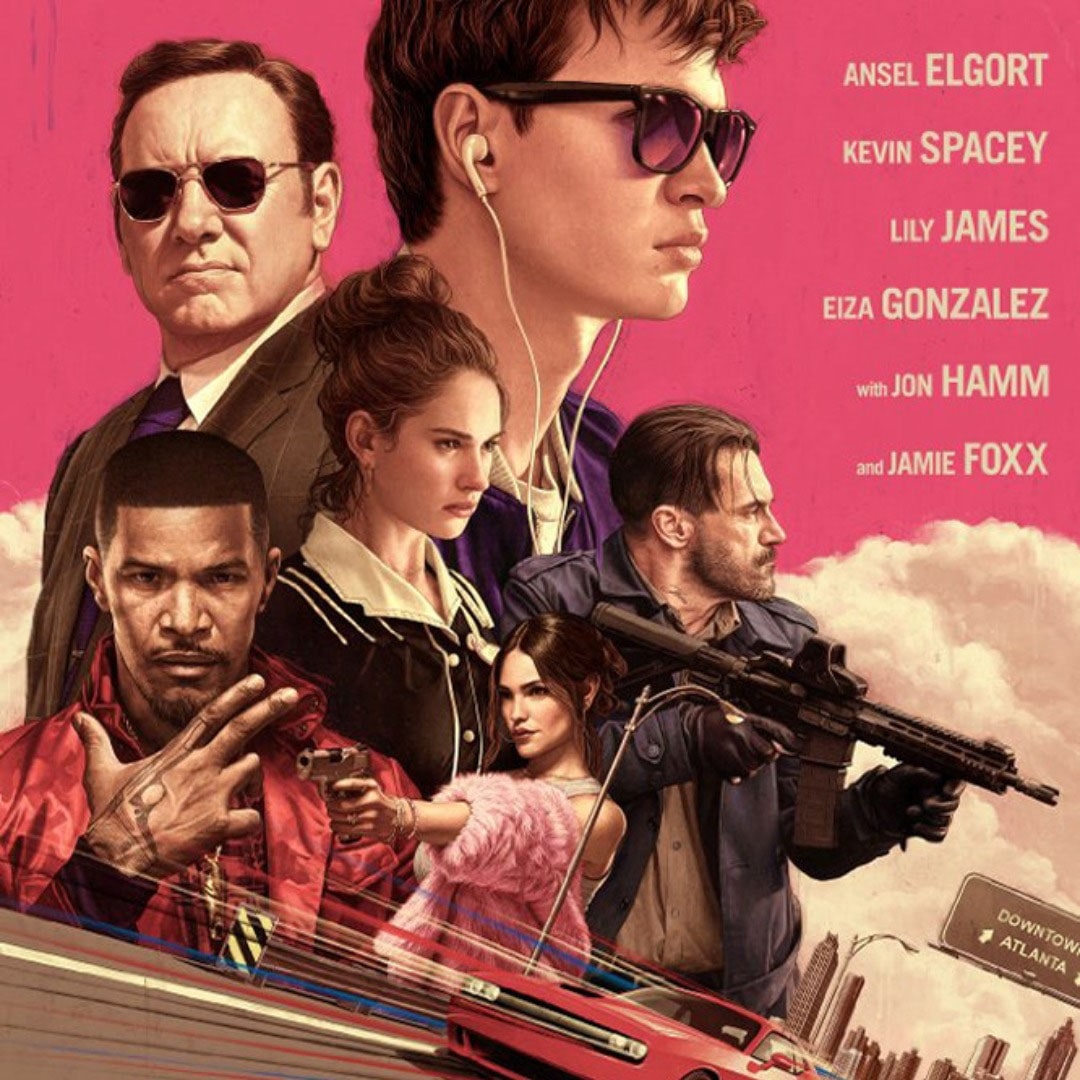 ANSEL ELGORT
KEVIN SPACEY
LILY JAMES
EIZA GONZALEZ
with JON HAMM
and JAMIE FOXX
DOWNTOWN
ATLANTA